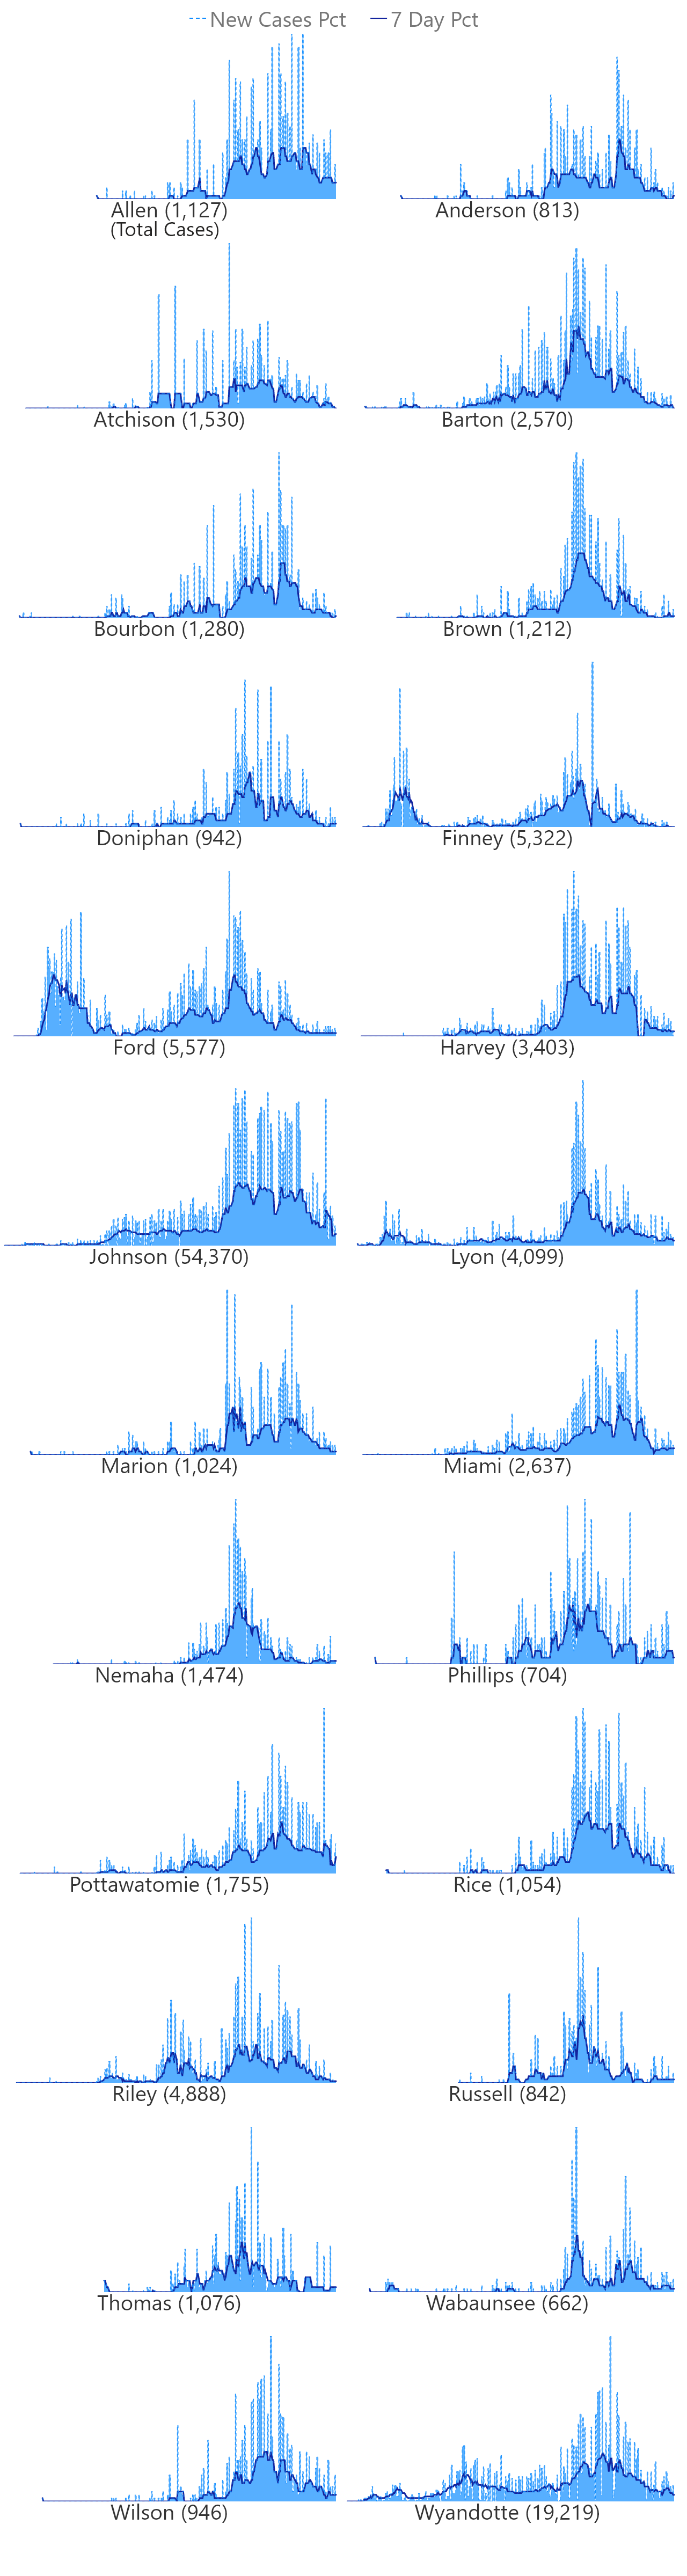 New Cases Pct 7 Day Pct
Allen (1,127) Anderson (813)
(Total Cases)
Atchison (1,530) Barton (2,570)
Bourbon (1,280) Brown (1,212)
Doniphan (942) Finney (5,322)
Ford (5,577) Harvey (3,403)
Johnson (54,370) Lyon (4,099)
Marion (1,024) Miami (2,637)
Nemaha (1,474) Phillips (704)
Pottawatomie (1,755) Rice (1,054)
Riley (4,888) Russell (842)
Thomas (1,076) Wabaunsee (662)
Wilson (946) Wyandotte (19,219)